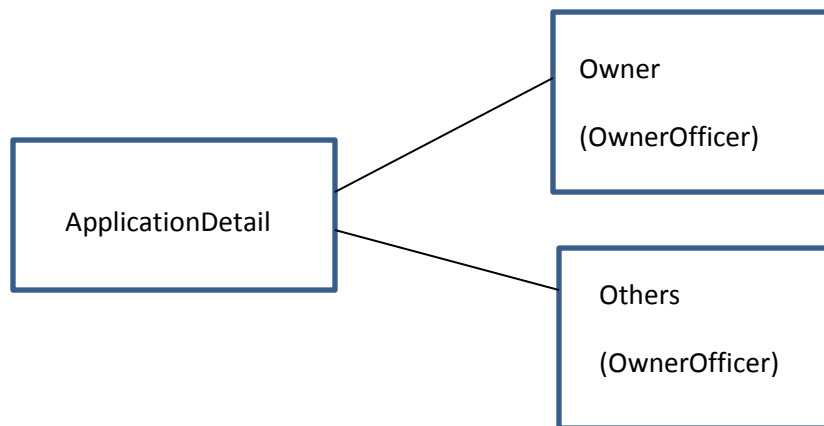 Owner
(OwnerOfficer)
ApplicationDetail
Others
(OwnerOfficer)